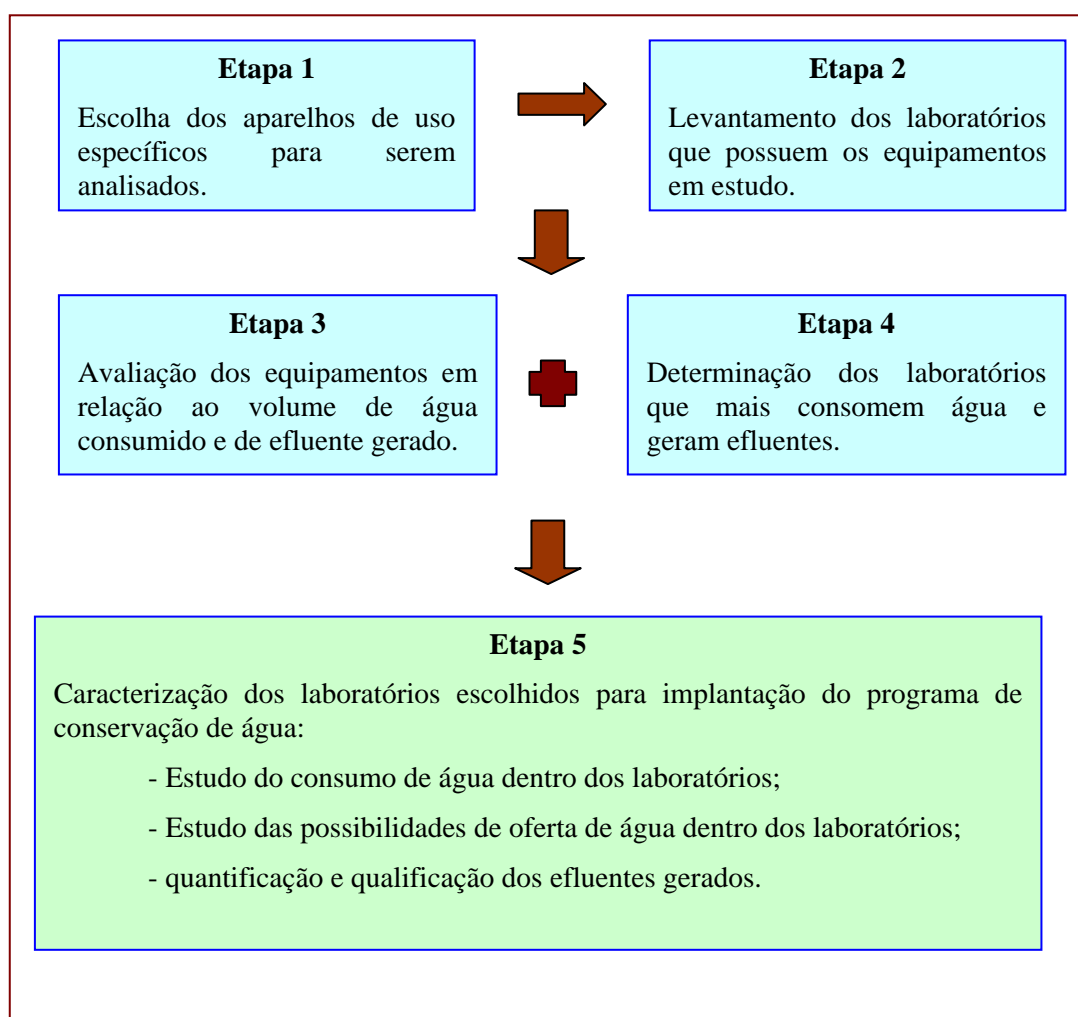 Etapa 1
Escolha dos aparelhos de uso
específicos para serem
analisados.
Etapa 2
Levantamento dos laboratórios
que possuem os equipamentos
em estudo.
Etapa 3
Avaliação dos equipamentos em
relação ao volume de água
consumido e de efluente gerado.
Etapa 4
Determinação dos laboratórios
que mais consomem água e
geram efluentes.
Etapa 5
Caracterização dos laboratórios escolhidos para implantação do programa de
conservação de água:
- Estudo do consumo de água dentro dos laboratórios;
- Estudo das possibilidades de oferta de água dentro dos laboratórios;
- quantificação e qualificação dos efluentes gerados.